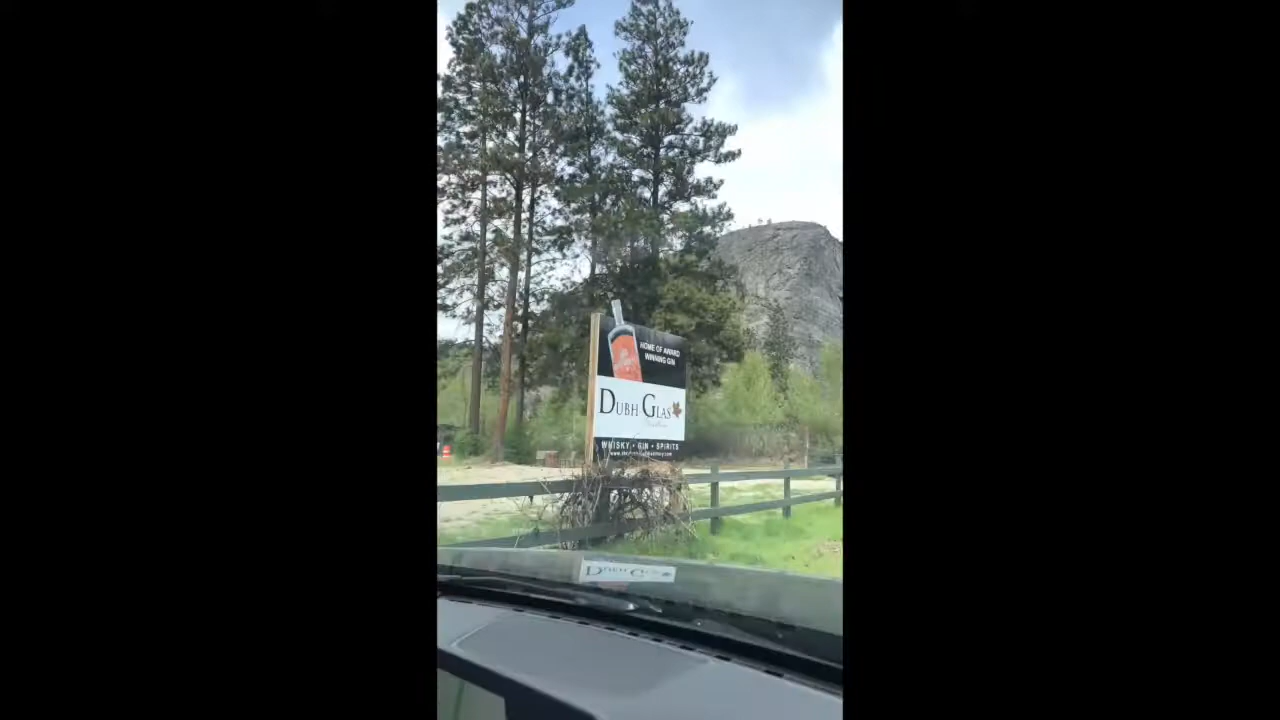 HOME OF AWARD
WINNING GIN
DUBH GLAS
WHISKY • GIN • SPIRITS